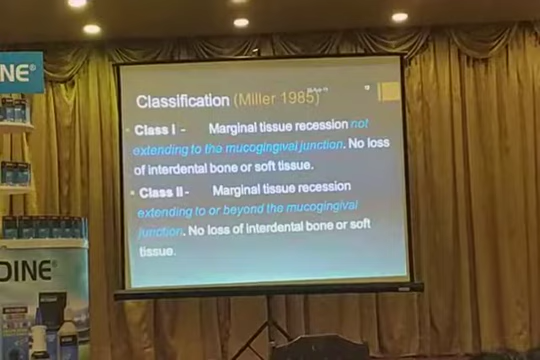 NE®
Classification (Miller 1985)
Class I - Marginal tissue recession not
extending to the mucogingival junction. No loss
of interdental bone or soft tissue.
Class II - Marginal tissue recession
extending to or beyond the mucogingival
junction. No loss of interdental bone or soft
tissue.
DINE®